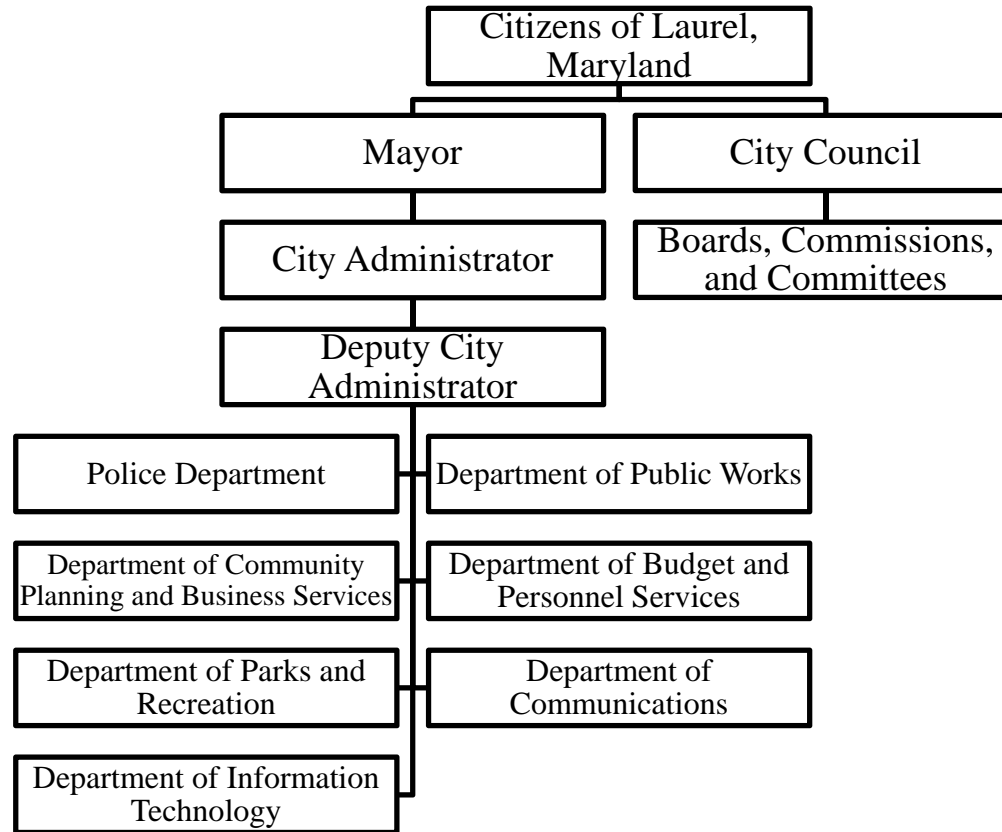 Citizens of Laurel,
Maryland
Mayor
City Council
City Administrator
Boards, Commissions,
and Committees
Deputy City
Administrator
Police Department
Department of Public Works
Department of Community
Planning and Business Services
Department of Budget and
Personnel Services
Department of Parks and
Recreation
Department of
Communications
Department of Information
Technology